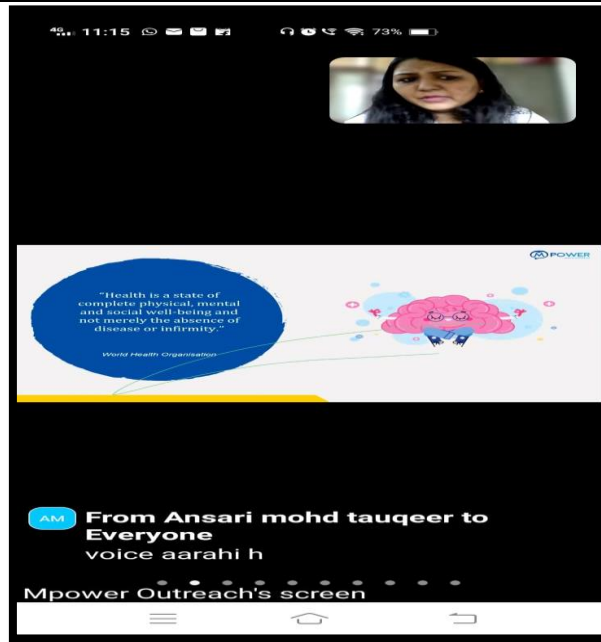 4G 11:15 73%
M POWER
"Health is a state of
complete physical, mental
and social well-being and
not merely the absence of
disease or infirmity."
World Health Organisation
AM From Ansari mohd tauqeer to
Everyone
voice aarahi h
Mpower Outreach's screen